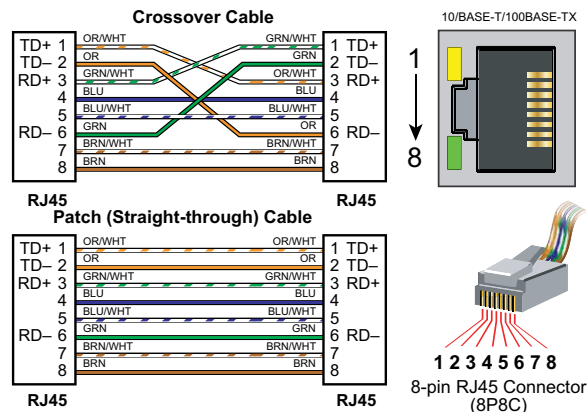 Crossover Cable
TD+ 1 OR/WHT GRN/WHT 1 TD+
TD– 2 OR GRN 2 TD–
RD+ 3 GRN/WHT OR/WHT 3 RD+
4 BLU BLU 4
5 BLU/WHT BLU/WHT 5
RD– 6 GRN OR 6 RD–
7 BRN/WHT BRN/WHT 7
8 BRN BRN 8
RJ45 RJ45
10/BASE-T/100BASE-TX
1
8
Patch (Straight-through) Cable
TD+ 1 OR/WHT OR/WHT 1 TD+
TD– 2 OR OR 2 TD–
RD+ 3 GRN/WHT GRN/WHT 3 RD+
4 BLU BLU 4
5 BLU/WHT BLU/WHT 5
RD– 6 GRN GRN 6 RD–
7 BRN/WHT BRN/WHT 7
8 BRN BRN 8
RJ45 RJ45
1 2 3 4 5 6 7 8
8-pin RJ45 Connector
(8P8C)